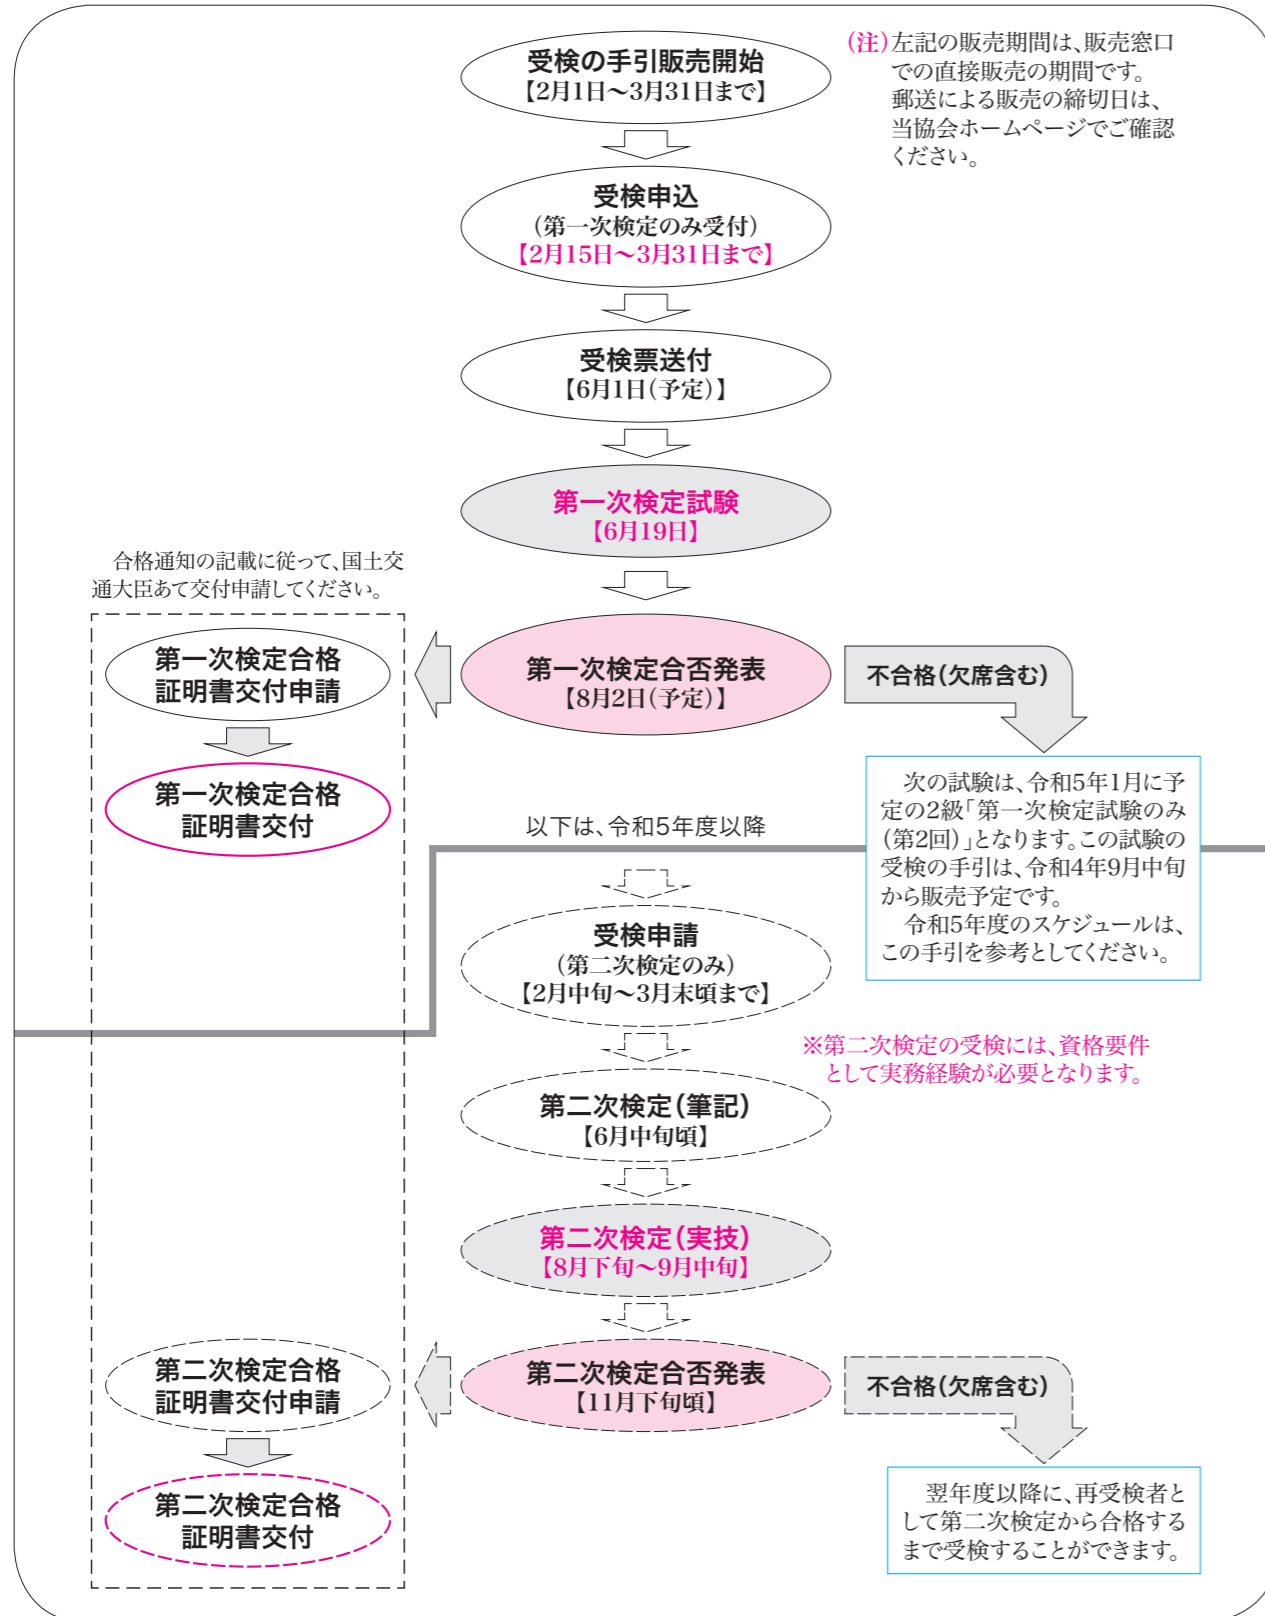 受検の手引販売開始
【2月1日～3月31日まで】
(注)左記の販売期間は、販売窓口
での直接販売の期間です。
郵送による販売の締切日は、
当協会ホームページでご確認
ください。
受検申込
(第一次検定のみ受付)
【2月15日～3月31日まで】
受検票送付
【6月1日(予定)】
第一次検定試験
【6月19日】
合格通知の記載に従って、国土交
通大臣あて交付申請してください。
第一次検定合否発表
【8月2日(予定)】
第一次検定合格
証明書交付申請
第一次検定合格
証明書交付
不合格(欠席含む)
次の試験は、令和5年1月に予
定の2級「第一次検定試験のみ
(第2回)」となります。この試験の
受検の手引は、令和4年9月中旬
から販売予定です。
令和5年度のスケジュールは、
この手引を参考としてください。
以下は、令和5年度以降
受検申請
(第二次検定のみ)
【2月中旬～3月末頃まで】
※第二次検定の受検には、資格要件
として実務経験が必要となります。
第二次検定(筆記)
【6月中旬頃】
第二次検定(実技)
【8月下旬～9月中旬】
第二次検定合否発表
【11月下旬頃】
第二次検定合格
証明書交付申請
第二次検定合格
証明書交付
不合格(欠席含む)
翌年度以降に、再受検者と
して第二次検定から合格する
まで受検することができます。